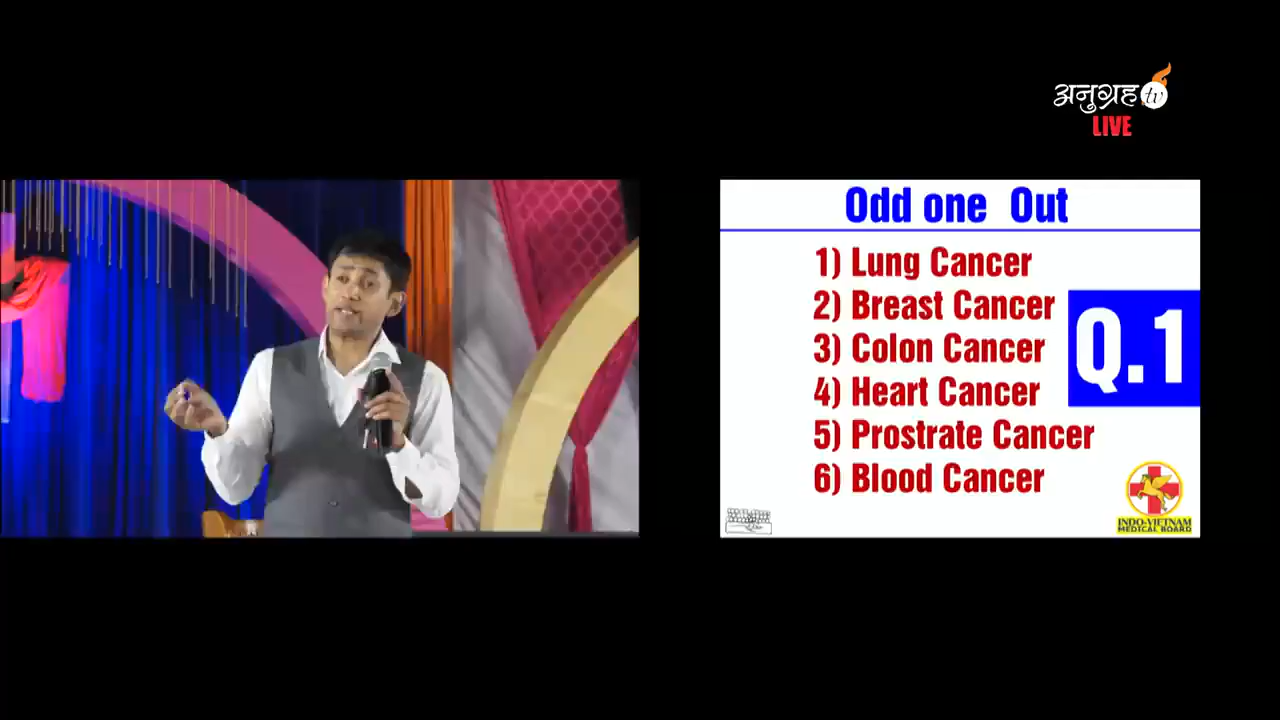 अनुग्रह tv
LIVE
Odd one Out
1) Lung Cancer
2) Breast Cancer
3) Colon Cancer
4) Heart Cancer
5) Prostrate Cancer
6) Blood Cancer
Q.1
INDO-VIETNAM
MEDICAL BOARD